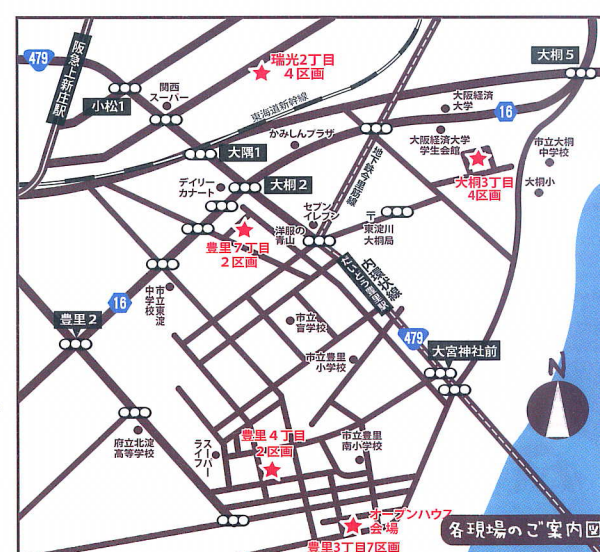 479
阪急上新庄駅
小松1
関西
スーパー
瑞光2丁目
4区画
東海道新幹線
大桐5
大阪経済
大学
16
かみしんプラザ
大阪経済大学
学生会館
市立大桐
中学校
大隅1
地下鉄今里筋線
大桐3丁目
4区画
大桐小
デイリー
カナート
大桐2
セブン
イレブン
〒
東淀川
大桐局
洋服の
青山
豊里7丁目
2区画
内環状線
だいどう豊里駅
市立東淀
中学校
16
豊里2
市立
盲学校
479
大宮神社前
市立豊里
小学校
N
府立北淀
高等学校
スーパー
ライフ
豊里4丁目
2区画
市立豊里
南小学校
オープンハウス
会場
豊里3丁目7区画
各現場のご案内図